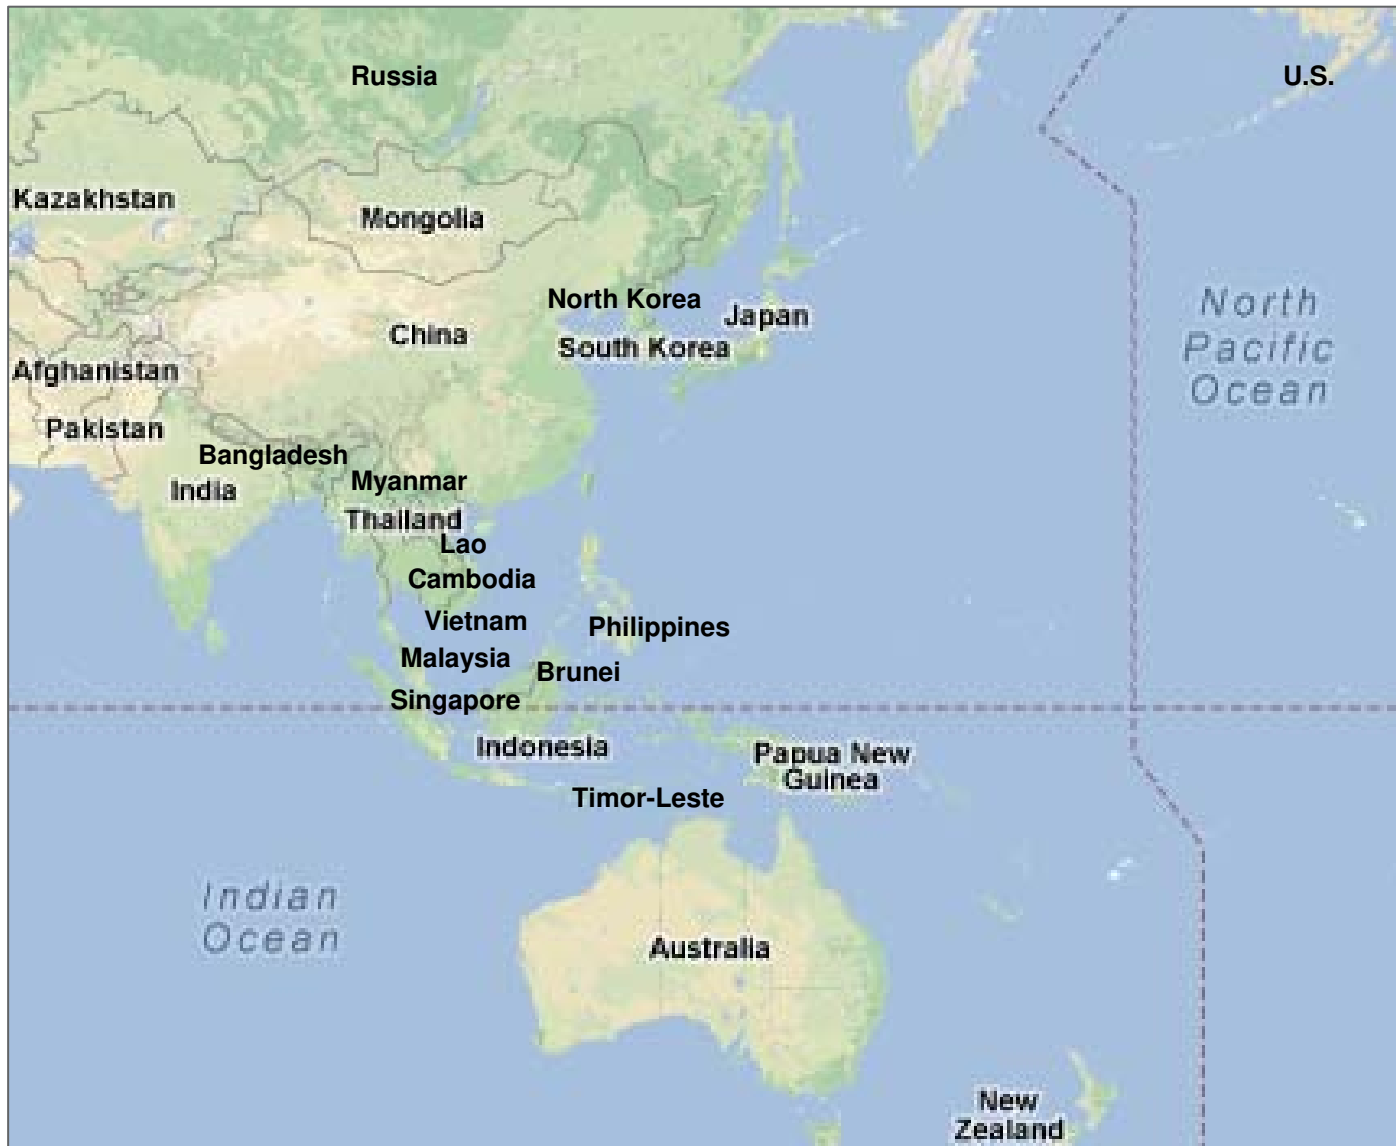 Russia
U.S.
Kazakhstan
Mongolia
North Korea
Japan
China
South Korea
North
Pacific
Ocean
Afghanistan
Pakistan
Bangladesh
India
Myanmar
Thailand
Lao
Cambodia
Vietnam
Philippines
Malaysia
Brunei
Singapore
Indonesia
Papua New
Guinea
Timor-Leste
Indian
Ocean
Australia
New
Zealand